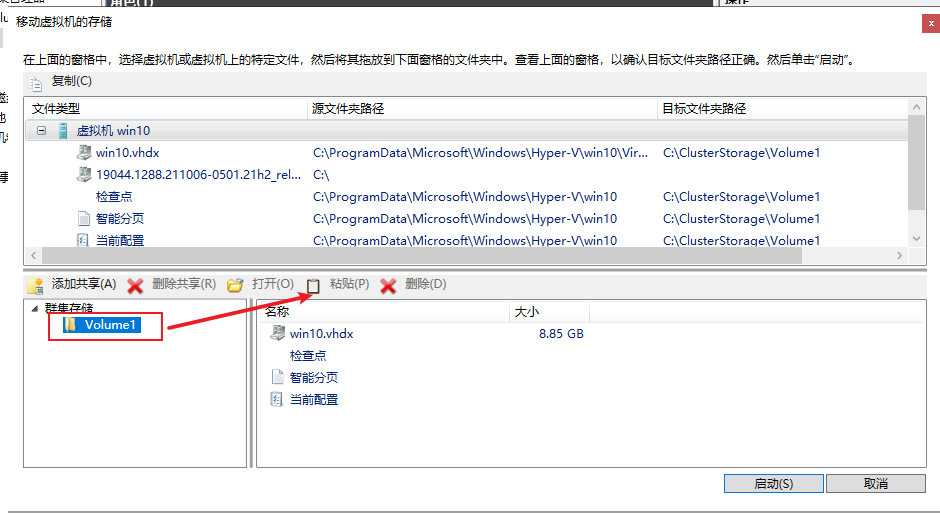 移动虚拟机的存储
在上面的窗格中，选择虚拟机或虚拟机上的特定文件，然后将其拖放到下面窗格的文件夹中。查看上面的窗格，以确认目标文件夹路径正确。然后单击“启动”。
复制(C)
文件类型 源文件夹路径 目标文件夹路径
虚拟机 win10
win10.vhdx C:\ProgramData\Microsoft\Windows\Hyper-V\win10\Vir... C:\ClusterStorage\Volume1
19044.1288.211006-0501.21h2_rel... C:\
检查点 C:\ProgramData\Microsoft\Windows\Hyper-V\win10 C:\ClusterStorage\Volume1
智能分页 C:\ProgramData\Microsoft\Windows\Hyper-V\win10 C:\ClusterStorage\Volume1
当前配置 C:\ProgramData\Microsoft\Windows\Hyper-V\win10 C:\ClusterStorage\Volume1
添加共享(A) 删除共享(R) 打开(O) 粘贴(P) 删除(D)
群集存储
Volume1
名称 大小
win10.vhdx 8.85 GB
检查点
智能分页
当前配置
启动(S) 取消